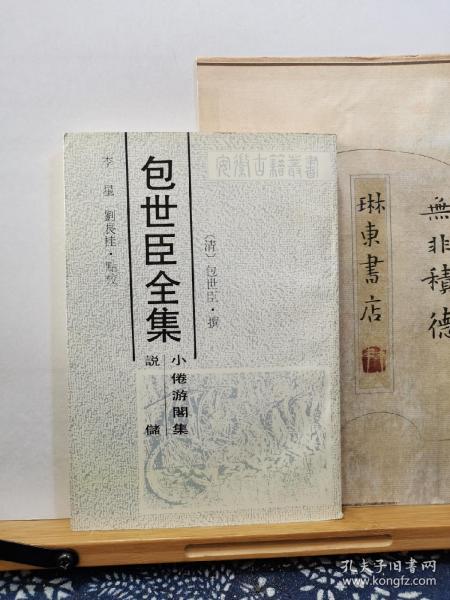 安徽古籍叢書
〔清〕包世臣·撰
包世臣全集
小倦游閣集
説儲
李星 劉長桂·點校
無非積德
琳東書店
孔夫子旧书网
www.kongfz.com